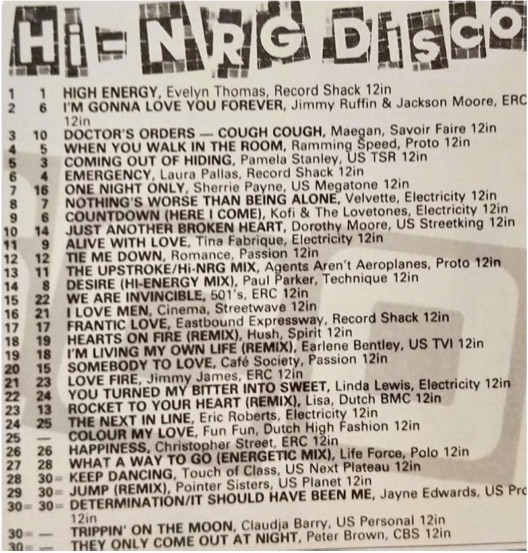 Hi-NRG DISCO
1 1 HIGH ENERGY, Evelyn Thomas, Record Shack 12in
2 6 I'M GONNA LOVE YOU FOREVER, Jimmy Ruffin & Jackson Moore, ERC
12in
3 10 DOCTOR'S ORDERS — COUGH COUGH, Maegan, Savoir Faire 12in
4 5 WHEN YOU WALK IN THE ROOM, Ramming Speed, Proto 12in
5 3 COMING OUT OF HIDING, Pamela Stanley, US TSR 12in
6 4 EMERGENCY, Laura Pallas, Record Shack 12in
7 16 ONE NIGHT ONLY, Sherrie Payne, US Megatone 12in
8 7 NOTHING'S WORSE THAN BEING ALONE, Velvette, Electricity 12in
9 6 COUNTDOWN (HERE I COME), Kofi & The Lovetones, Electricity 12in
10 14 JUST ANOTHER BROKEN HEART, Dorothy Moore, US Streetking 12in
11 9 ALIVE WITH LOVE, Tina Fabrique, Electricity 12in
12 12 TIE ME DOWN, Romance, Passion 12in
13 11 THE UPSTROKE/Hi-NRG MIX, Agents Aren't Aeroplanes, Proto 12in
14 8 DESIRE (HI-ENERGY MIX), Paul Parker, Technique 12in
15 22 WE ARE INVINCIBLE, 501's, ERC 12in
16 21 I LOVE MEN, Cinema, Streetwave 12in
17 17 FRANTIC LOVE, Eastbound Expressway, Record Shack 12in
18 19 HEARTS ON FIRE (REMIX), Hush, Spirit 12in
19 18 I'M LIVING MY OWN LIFE (REMIX), Earlene Bentley, US TVI 12in
20 15 SOMEBODY TO LOVE, Café Society, Passion 12in
21 23 LOVE FIRE, Jimmy James, ERC 12in
22 24 YOU TURNED MY BITTER INTO SWEET, Linda Lewis, Electricity 12in
23 13 ROCKET TO YOUR HEART (REMIX), Lisa, Dutch BMC 12in
24 25 THE NEXT IN LINE, Eric Roberts, Electricity 12in
25 — COLOUR MY LOVE, Fun Fun, Dutch High Fashion 12in
26 26 HAPPINESS, Christopher Street, ERC 12in
27 28 WHAT A WAY TO GO (ENERGETIC MIX), Life Force, Polo 12in
28 30= KEEP DANCING, Touch of Class, US Next Plateau 12in
29 30= JUMP (REMIX), Pointer Sisters, US Planet 12in
30= 30= DETERMINATION/IT SHOULD HAVE BEEN ME, Jayne Edwards, US Pro
12in
30= — TRIPPIN' ON THE MOON, Claudja Barry, US Personal 12in
30= — THEY ONLY COME OUT AT NIGHT, Peter Brown, CBS 12in